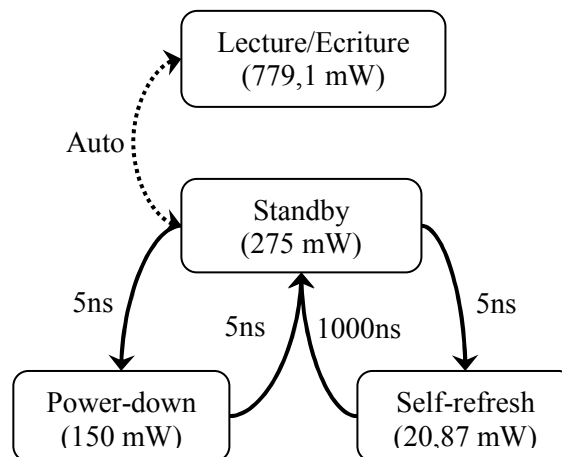 Lecture/Ecriture
(779,1 mW)
Auto
Standby
(275 mW)
5ns
5ns
1000ns
5ns
Power-down
(150 mW)
Self-refresh
(20,87 mW)